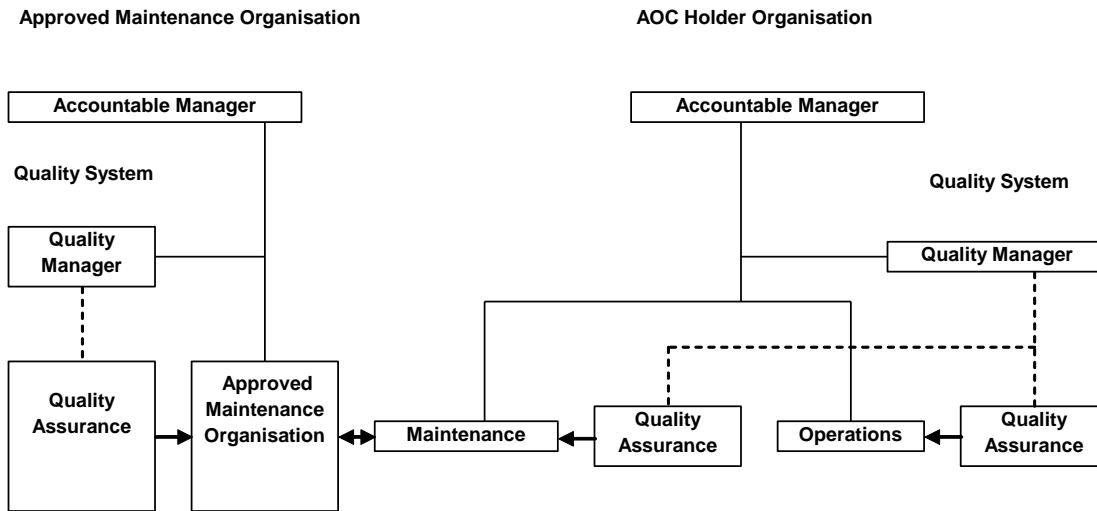 Approved Maintenance Organisation
AOC Holder Organisation
Accountable Manager
Accountable Manager
Quality System
Quality System
Quality
Manager
Quality Manager
Quality
Assurance
Approved
Maintenance
Organisation
Maintenance
Quality
Assurance
Operations
Quality
Assurance